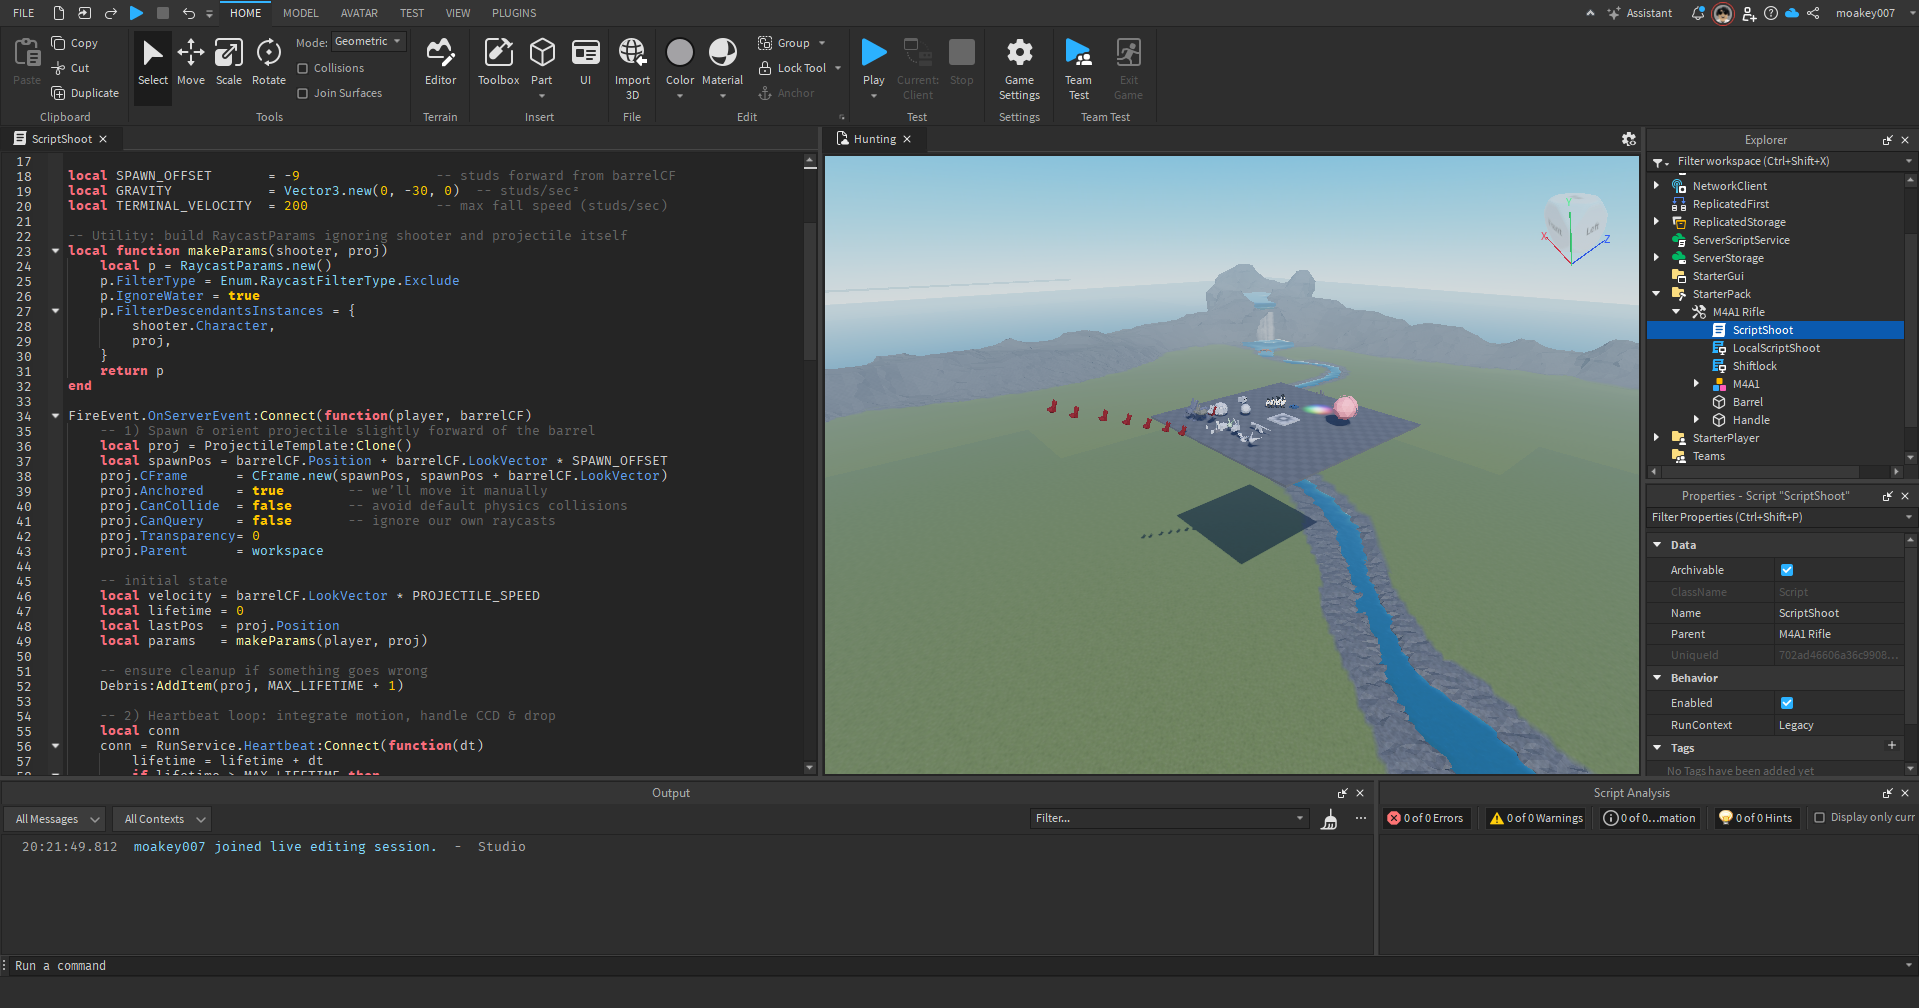 FILE HOME MODEL AVATAR TEST VIEW PLUGINS Assistant moakey007
Paste Copy Cut Duplicate Clipboard
Select Move Scale Rotate Mode: Geometric Collisions Join Surfaces Tools
Editor Terrain
Toolbox Part UI Insert
Import 3D File
Color Material Group Lock Tool Anchor Edit
Play Current: Client Stop Test
Game Settings Settings
Team Test Exit Game Team Test
ScriptShoot
17
18 local SPAWN_OFFSET = -9 -- studs forward from barrelCF
19 local GRAVITY = Vector3.new(0, -30, 0) -- studs/sec²
20 local TERMINAL_VELOCITY = 200 -- max fall speed (studs/sec)
21
22 -- Utility: build RaycastParams ignoring shooter and projectile itself
23 local function makeParams(shooter, proj)
24 local p = RaycastParams.new()
25 p.FilterType = Enum.RaycastFilterType.Exclude
26 p.IgnoreWater = true
27 p.FilterDescendantsInstances = {
28 shooter.Character,
29 proj,
30 }
31 return p
32 end
33
34 FireEvent.OnServerEvent:Connect(function(player, barrelCF)
35 -- 1) Spawn & orient projectile slightly forward of the barrel
36 local proj = ProjectileTemplate:Clone()
37 local spawnPos = barrelCF.Position + barrelCF.LookVector * SPAWN_OFFSET
38 proj.CFrame = CFrame.new(spawnPos, spawnPos + barrelCF.LookVector)
39 proj.Anchored = true -- we'll move it manually
40 proj.CanCollide = false -- avoid default physics collisions
41 proj.CanQuery = false -- ignore our own raycasts
42 proj.Transparency= 0
43 proj.Parent = workspace
44
45 -- initial state
46 local velocity = barrelCF.LookVector * PROJECTILE_SPEED
47 local lifetime = 0
48 local lastPos = proj.Position
49 local params = makeParams(player, proj)
50
51 -- ensure cleanup if something goes wrong
52 Debris:AddItem(proj, MAX_LIFETIME + 1)
53
54 -- 2) Heartbeat loop: integrate motion, handle CCD & drop
55 local conn
56 conn = RunService.Heartbeat:Connect(function(dt)
57 lifetime = lifetime + dt
58 if lifetime > MAX_LIFETIME then
Hunting
Left
X
Y
Z
Explorer
Filter workspace (Ctrl+Shift+X)
NetworkClient
ReplicatedFirst
ReplicatedStorage
ServerScriptService
ServerStorage
StarterGui
StarterPack
M4A1 Rifle
ScriptShoot
LocalScriptShoot
Shiftlock
M4A1
Barrel
Handle
StarterPlayer
Teams
Properties - Script "ScriptShoot"
Filter Properties (Ctrl+Shift+P)
Data
Archivable
ClassName Script
Name ScriptShoot
Parent M4A1 Rifle
UniqueId 702ad46606a36c9908...
Behavior
Enabled
RunContext Legacy
Tags +
No Tags have been added yet
Output
All Messages All Contexts Filter... ...
20:21:49.812 moakey007 joined live editing session. - Studio
Script Analysis
0 of 0 Errors 0 of 0 Warnings 0 of 0...mation 0 of 0 Hints Display only curr
Run a command